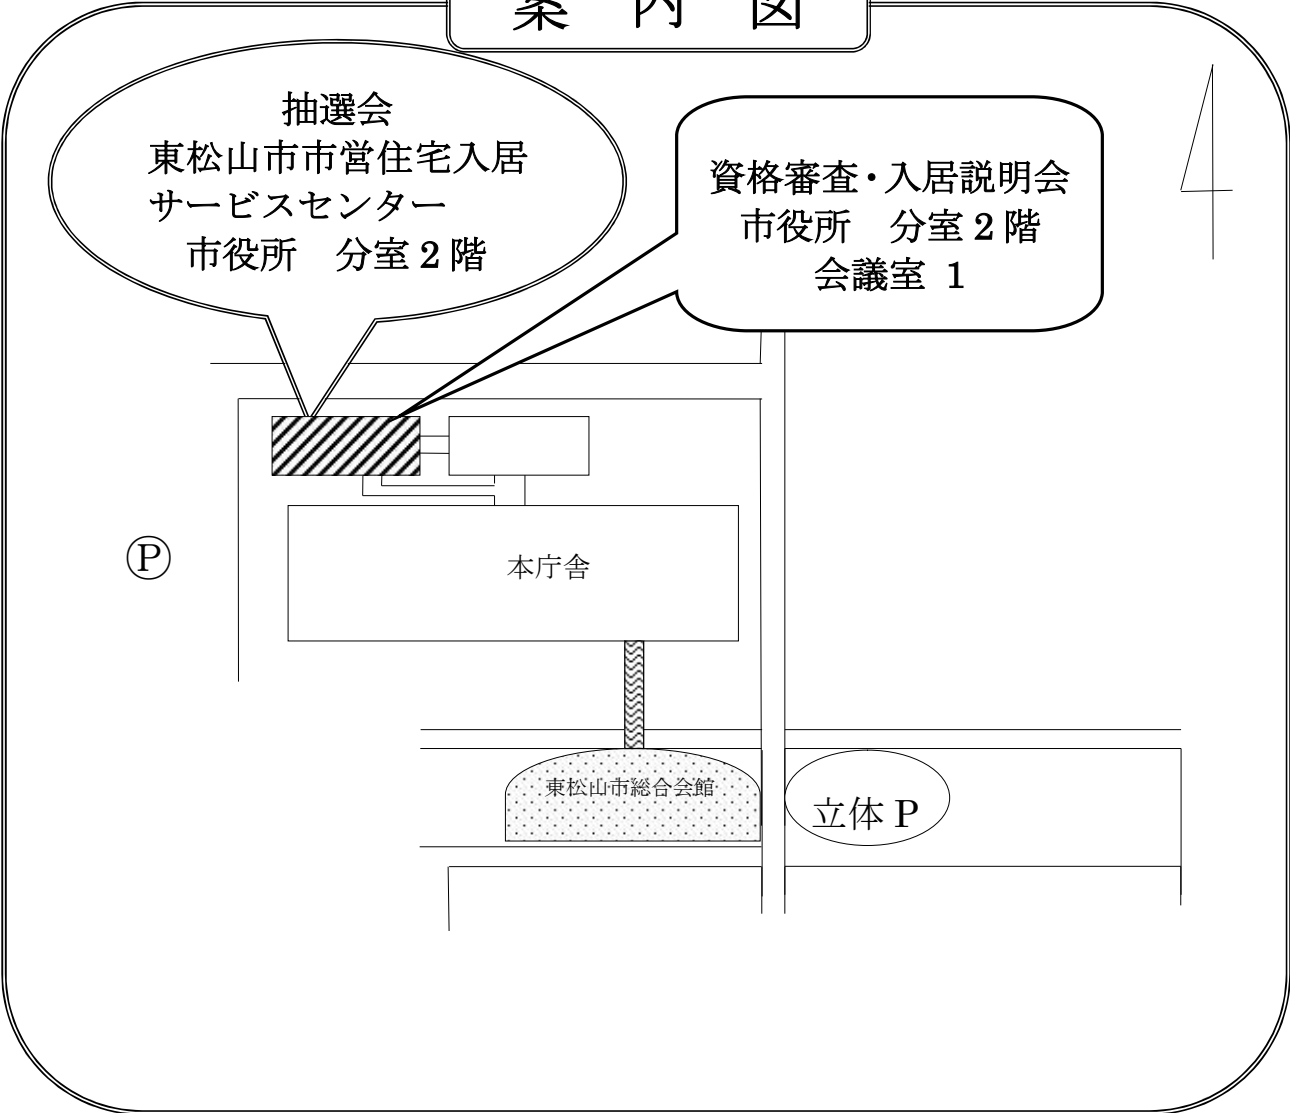 案　内　図
抽選会
東松山市市営住宅入居
サービスセンター
市役所　分室２階
資格審査・入居説明会
市役所　分室２階
会議室 1
Ⓟ
本庁舎
東松山市総合会館
立体 P